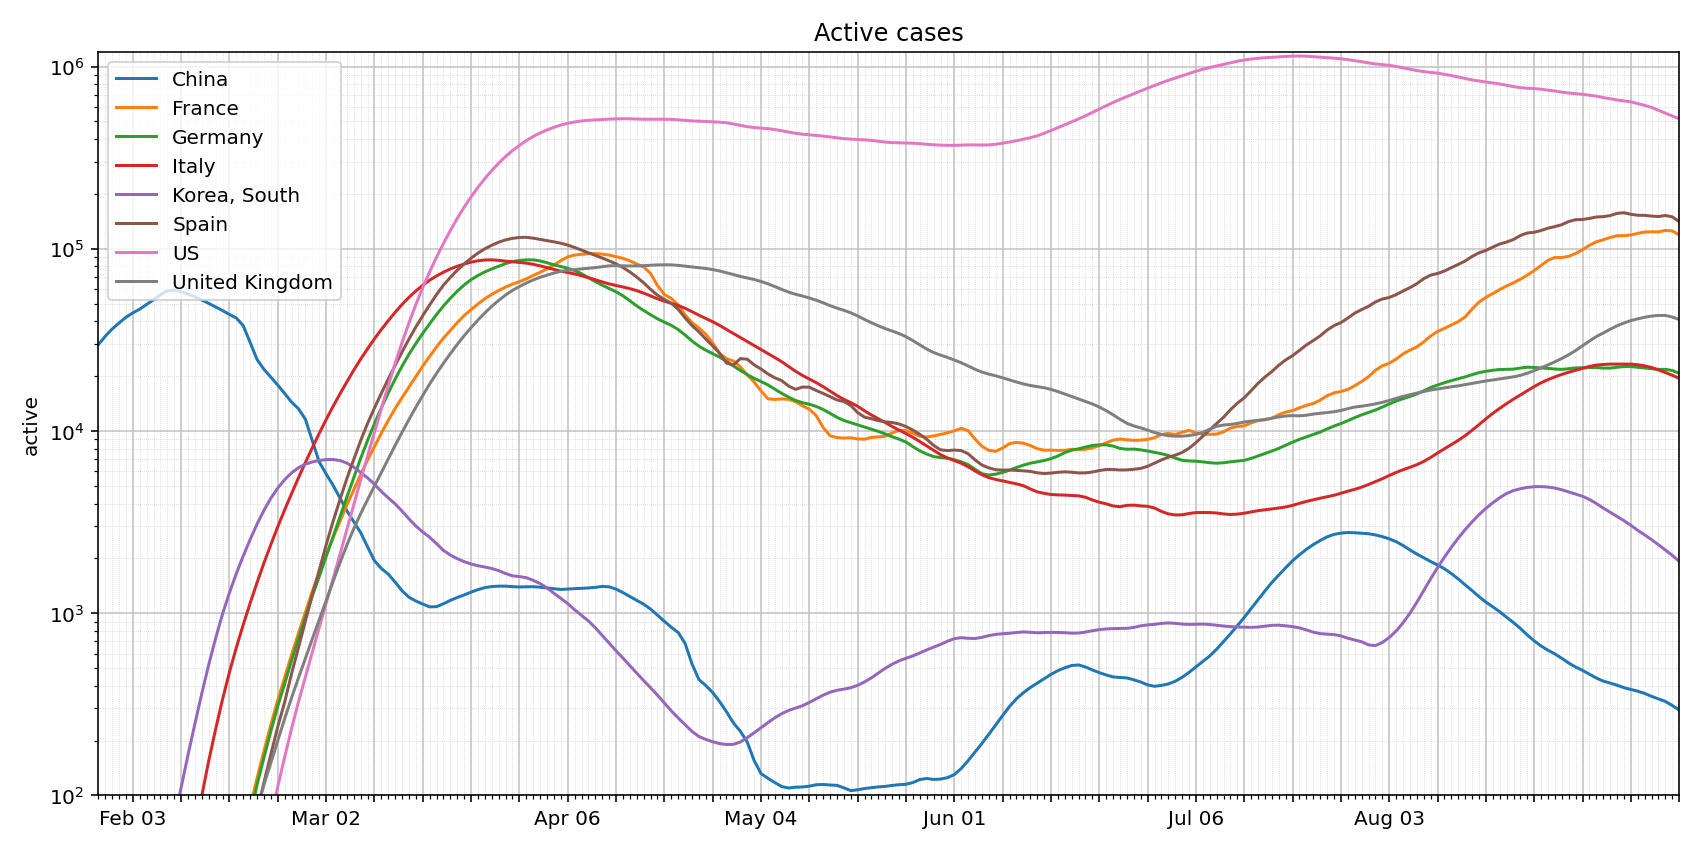 Active cases
active
10^6
10^5
10^4
10^3
10^2
China
France
Germany
Italy
Korea, South
Spain
US
United Kingdom
Feb 03 Mar 02 Apr 06 May 04 Jun 01 Jul 06 Aug 03